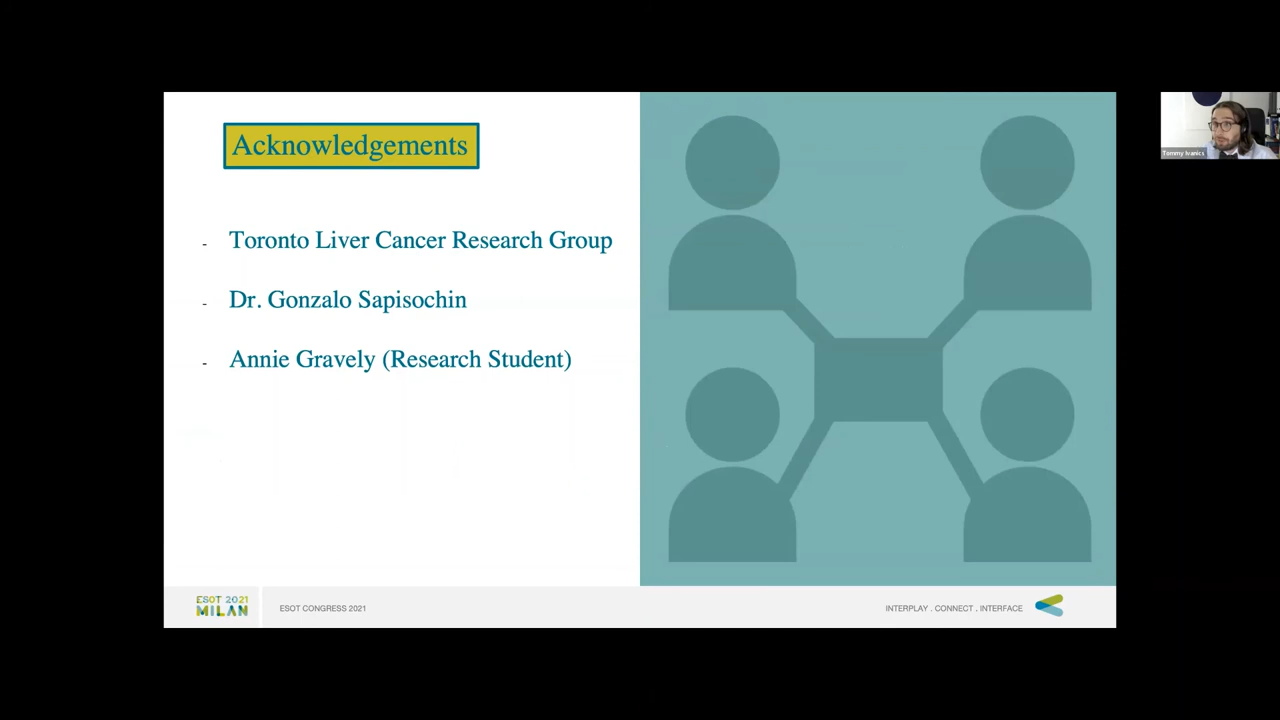 Acknowledgements
- Toronto Liver Cancer Research Group
- Dr. Gonzalo Sapisochin
- Annie Gravely (Research Student)
ESOT 2021
MILAN
ESOT CONGRESS 2021
INTERPLAY . CONNECT . INTERFACE
Tommy Ivanics